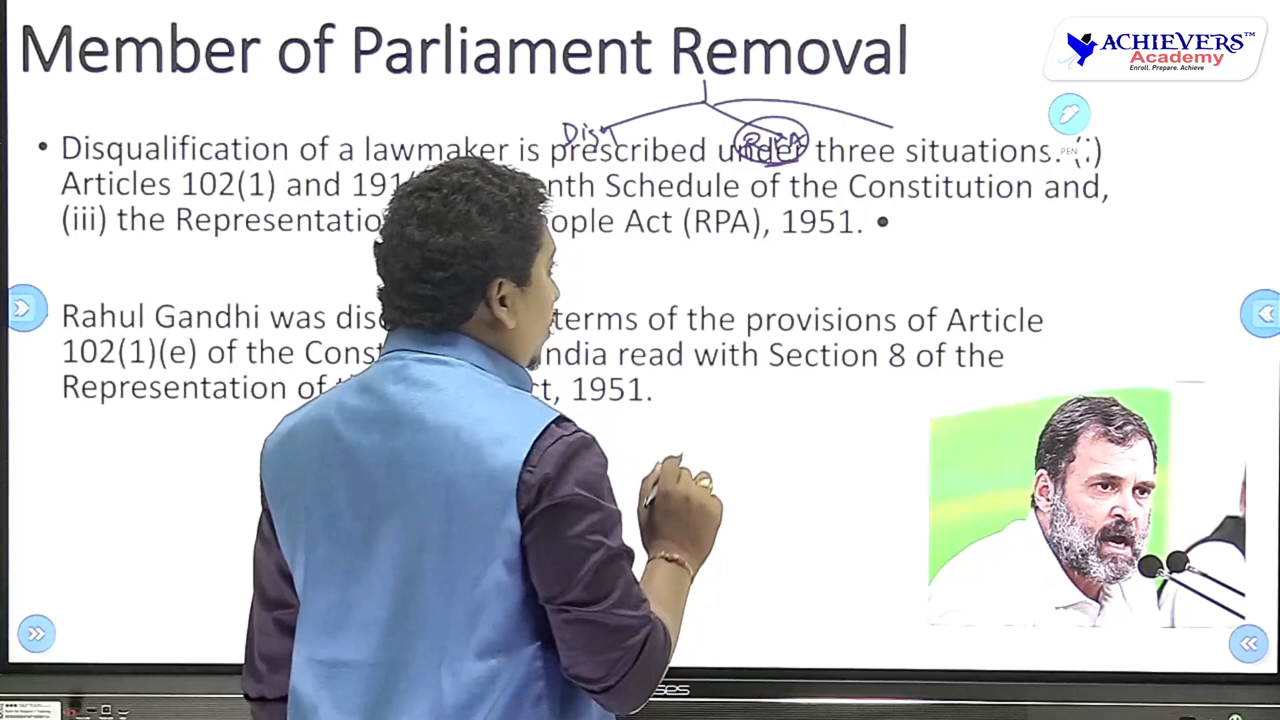 Member of Parliament Removal
ACHIEVERS™
Academy
Enroll. Prepare. Achieve
Dis
PEN
• Disqualification of a lawmaker is prescribed under three situations. (i)
Articles 102(1) and 191 nth Schedule of the Constitution and,
(iii) the Representatio ople Act (RPA), 1951. •
Rahul Gandhi was dis terms of the provisions of Article
102(1)(e) of the Cons ndia read with Section 8 of the
Representation of t ct, 1951.